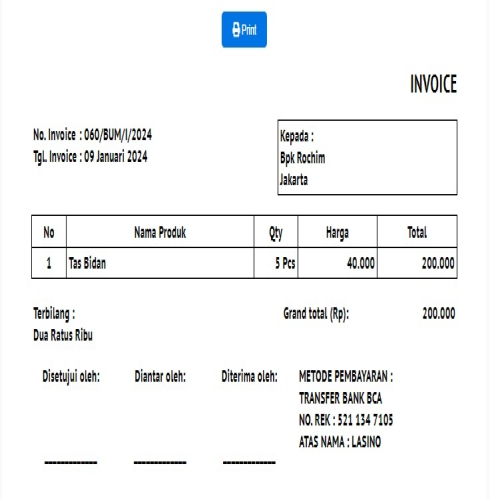 Print
INVOICE
No. Invoice : 060/BUM/I/2024
Tgl. Invoice : 09 Januari 2024
Kepada :
Bpk Rochim
Jakarta
No Nama Produk Qty Harga Total
1 Tas Bidan 5 Pcs 40.000 200.000
Terbilang : Grand total (Rp): 200.000
Dua Ratus Ribu
Disetujui oleh: Diantar oleh: Diterima oleh:
METODE PEMBAYARAN :
TRANSFER BANK BCA
NO. REK : 521 134 7105
ATAS NAMA : LASINO